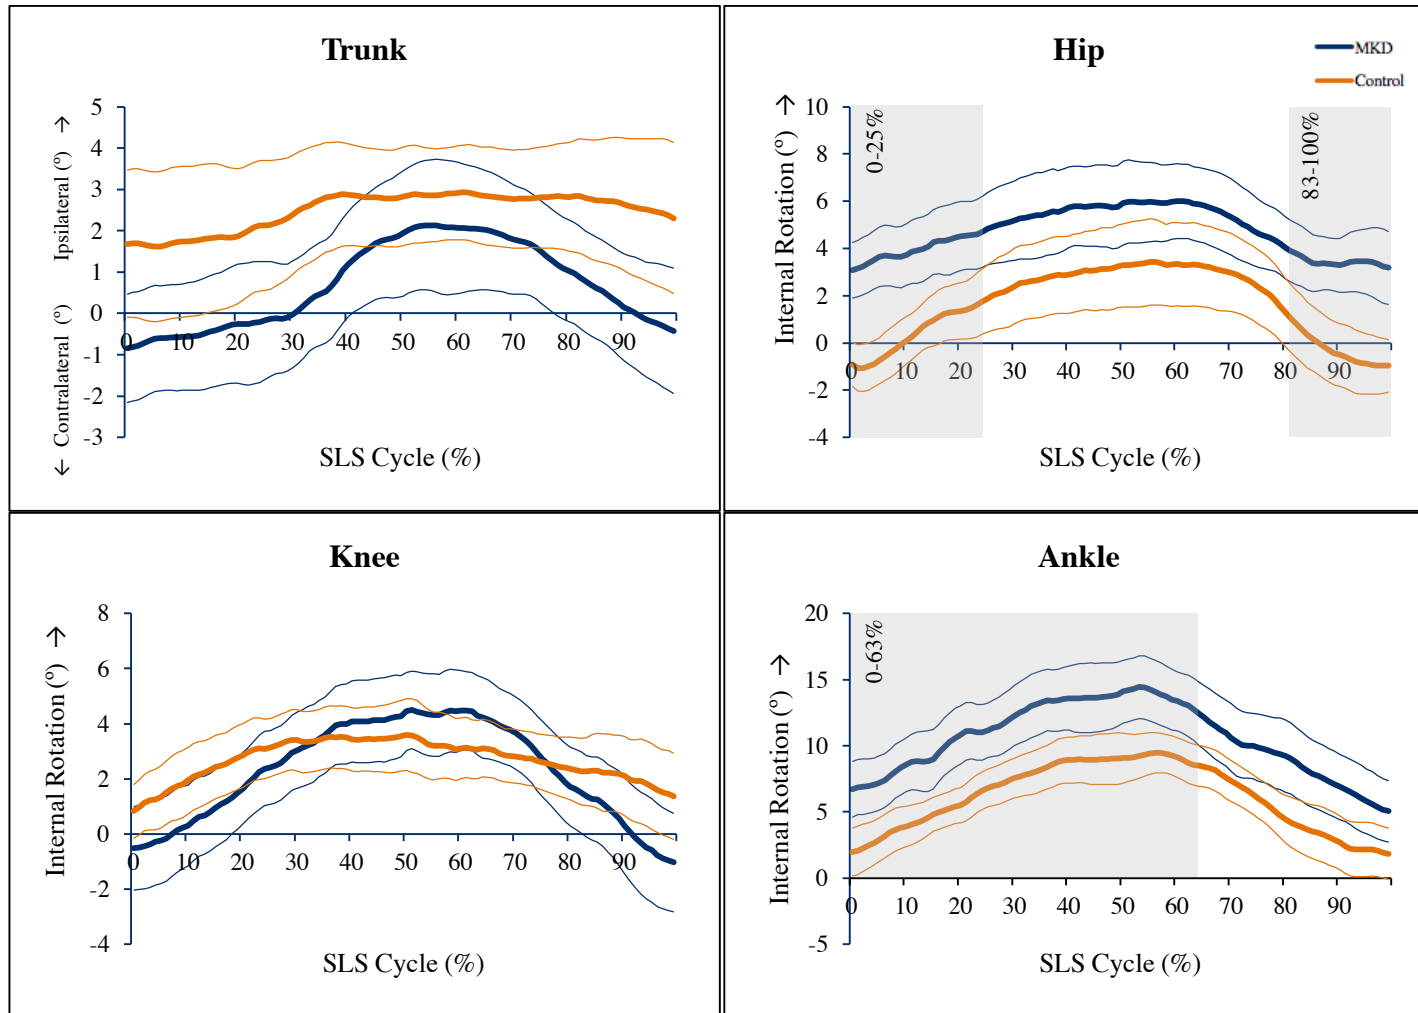 Trunk
5
4
3
2
1
0
-1
-2
-3
← Contralateral (º)  Ipsilateral (º) →
0 10 20 30 40 50 60 70 80 90
SLS Cycle (%)
Hip
MKD
Control
10
8
6
4
2
0
-2
-4
Internal Rotation (º) →
0-25%
83-100%
0 10 20 30 40 50 60 70 80 90
SLS Cycle (%)
Knee
8
6
4
2
0
-2
-4
Internal Rotation (º) →
0 10 20 30 40 50 60 70 80 90
SLS Cycle (%)
Ankle
20
15
10
5
0
-5
Internal Rotation (º) →
0-63%
0 10 20 30 40 50 60 70 80 90
SLS Cycle (%)